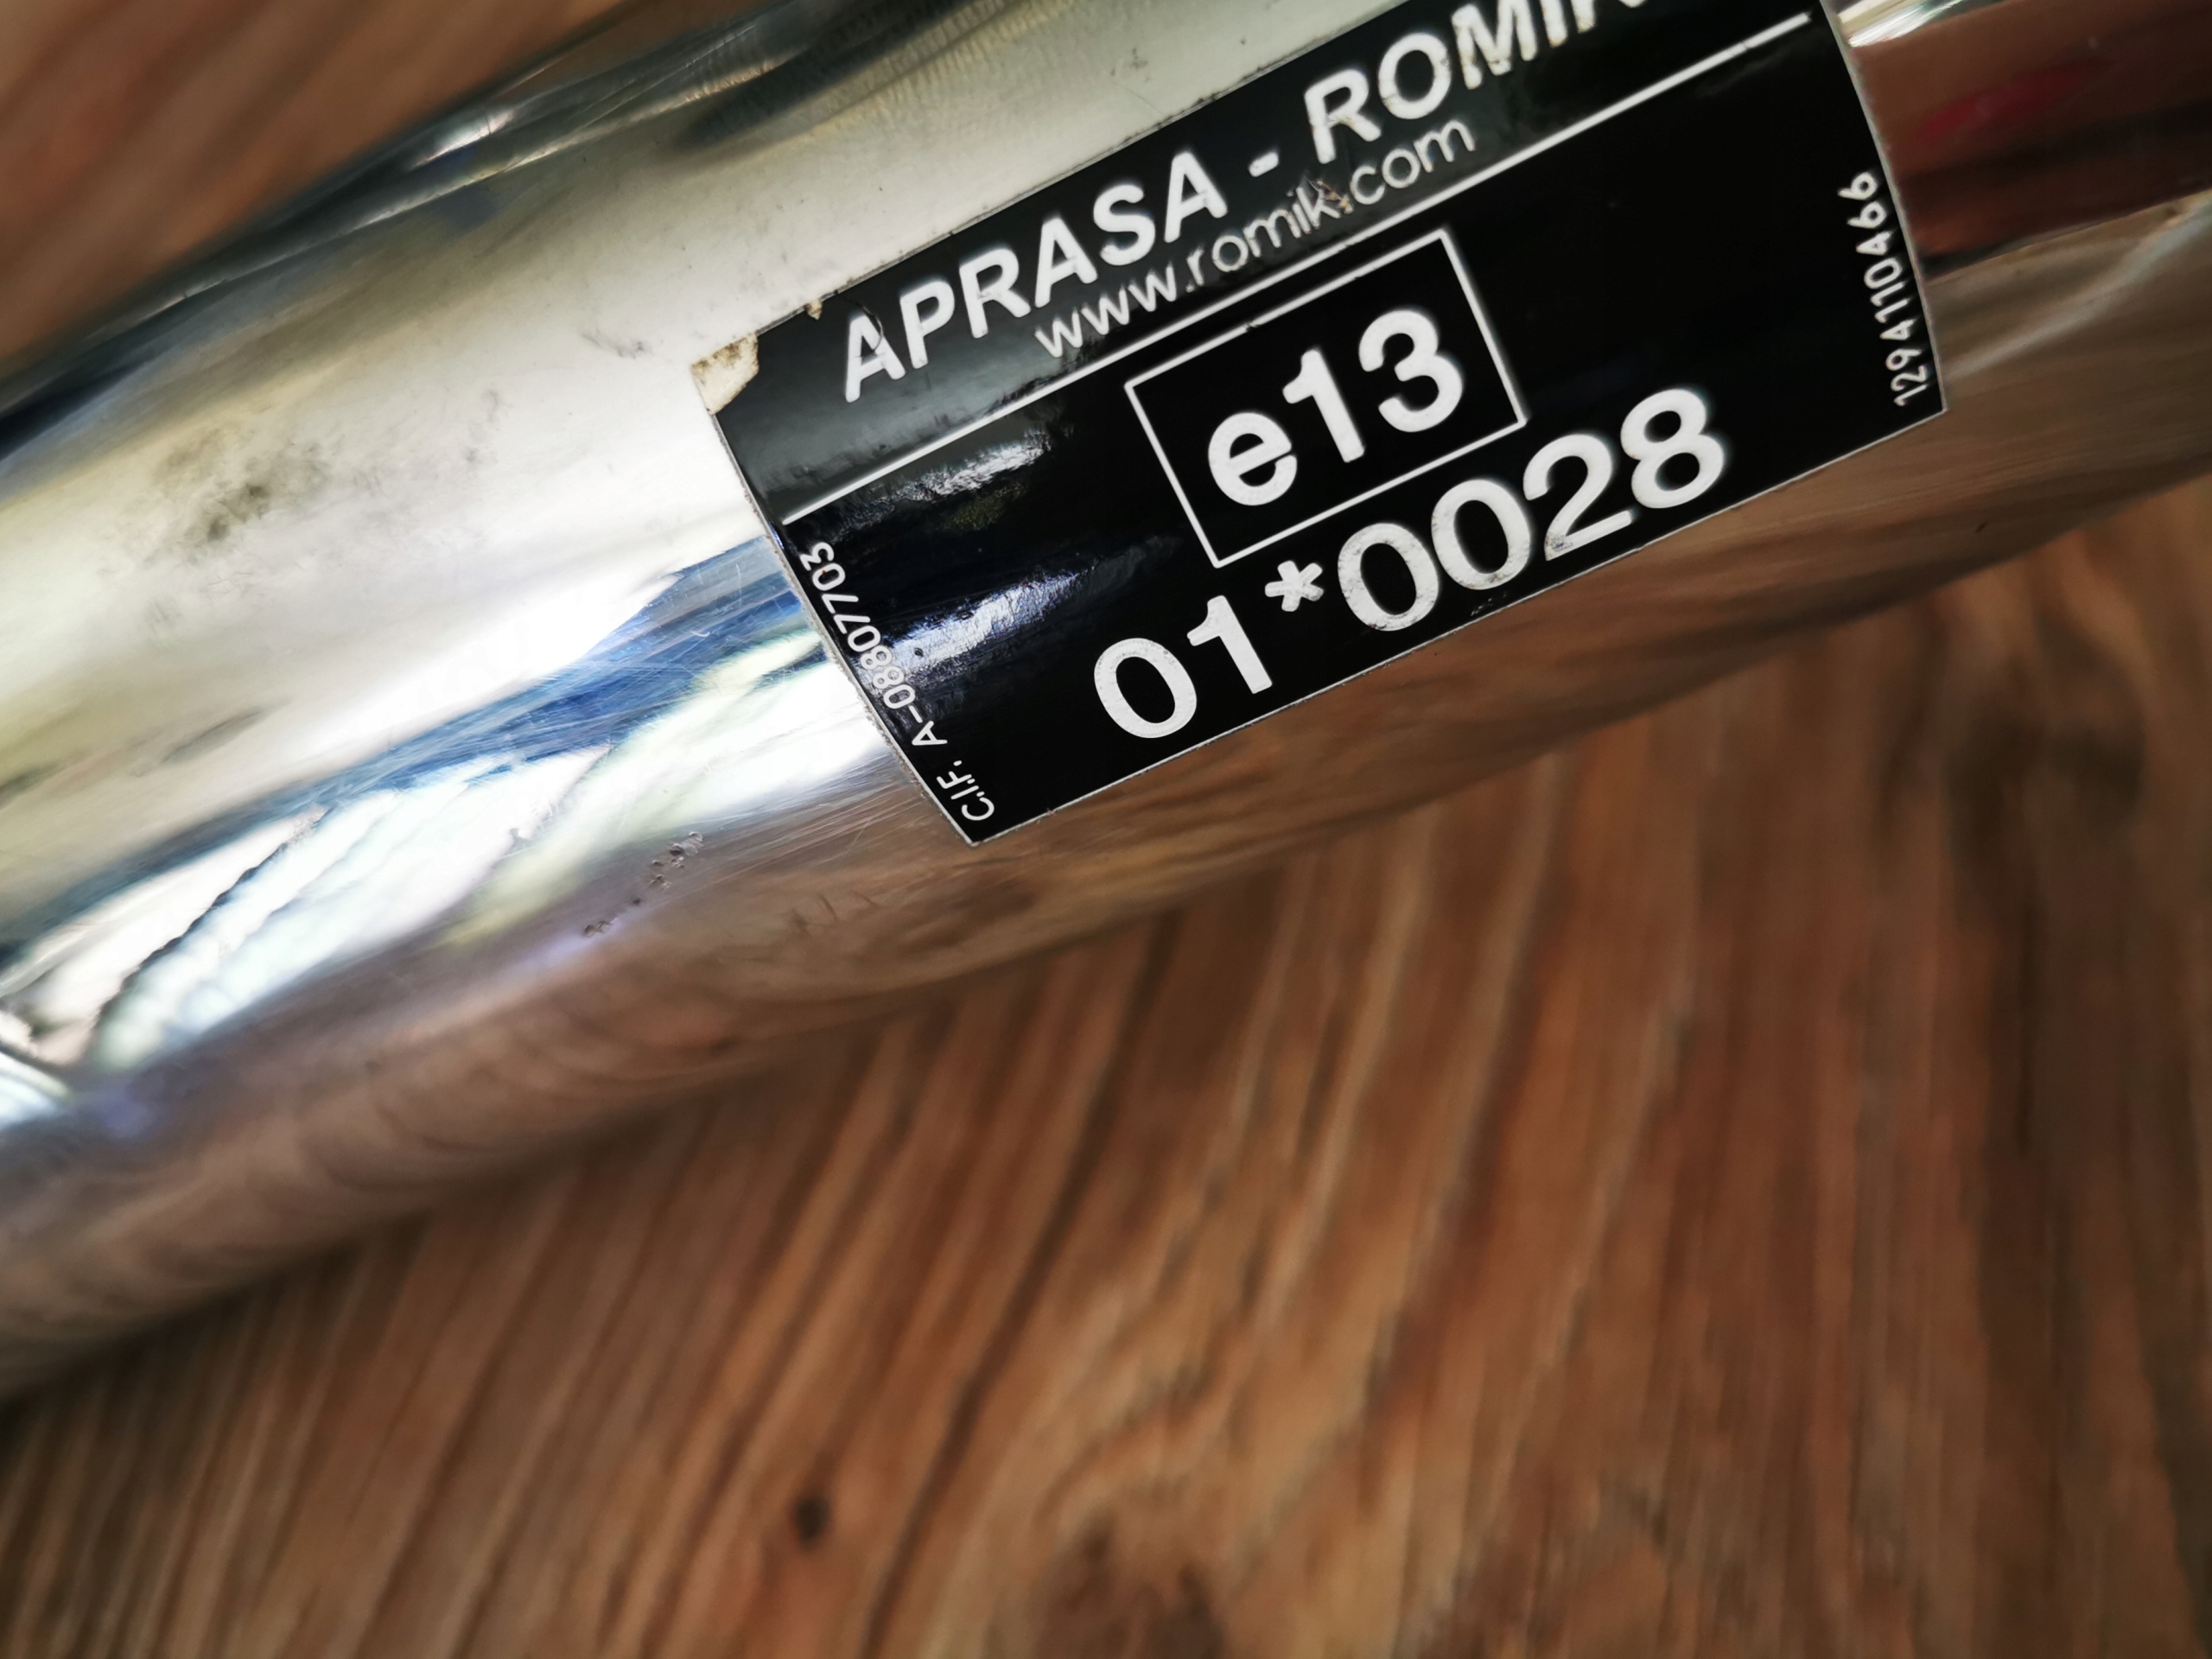 APRASA - ROMIK
www.romik.com
e13
01*0028
C.I.F. A-08807703
1294110466